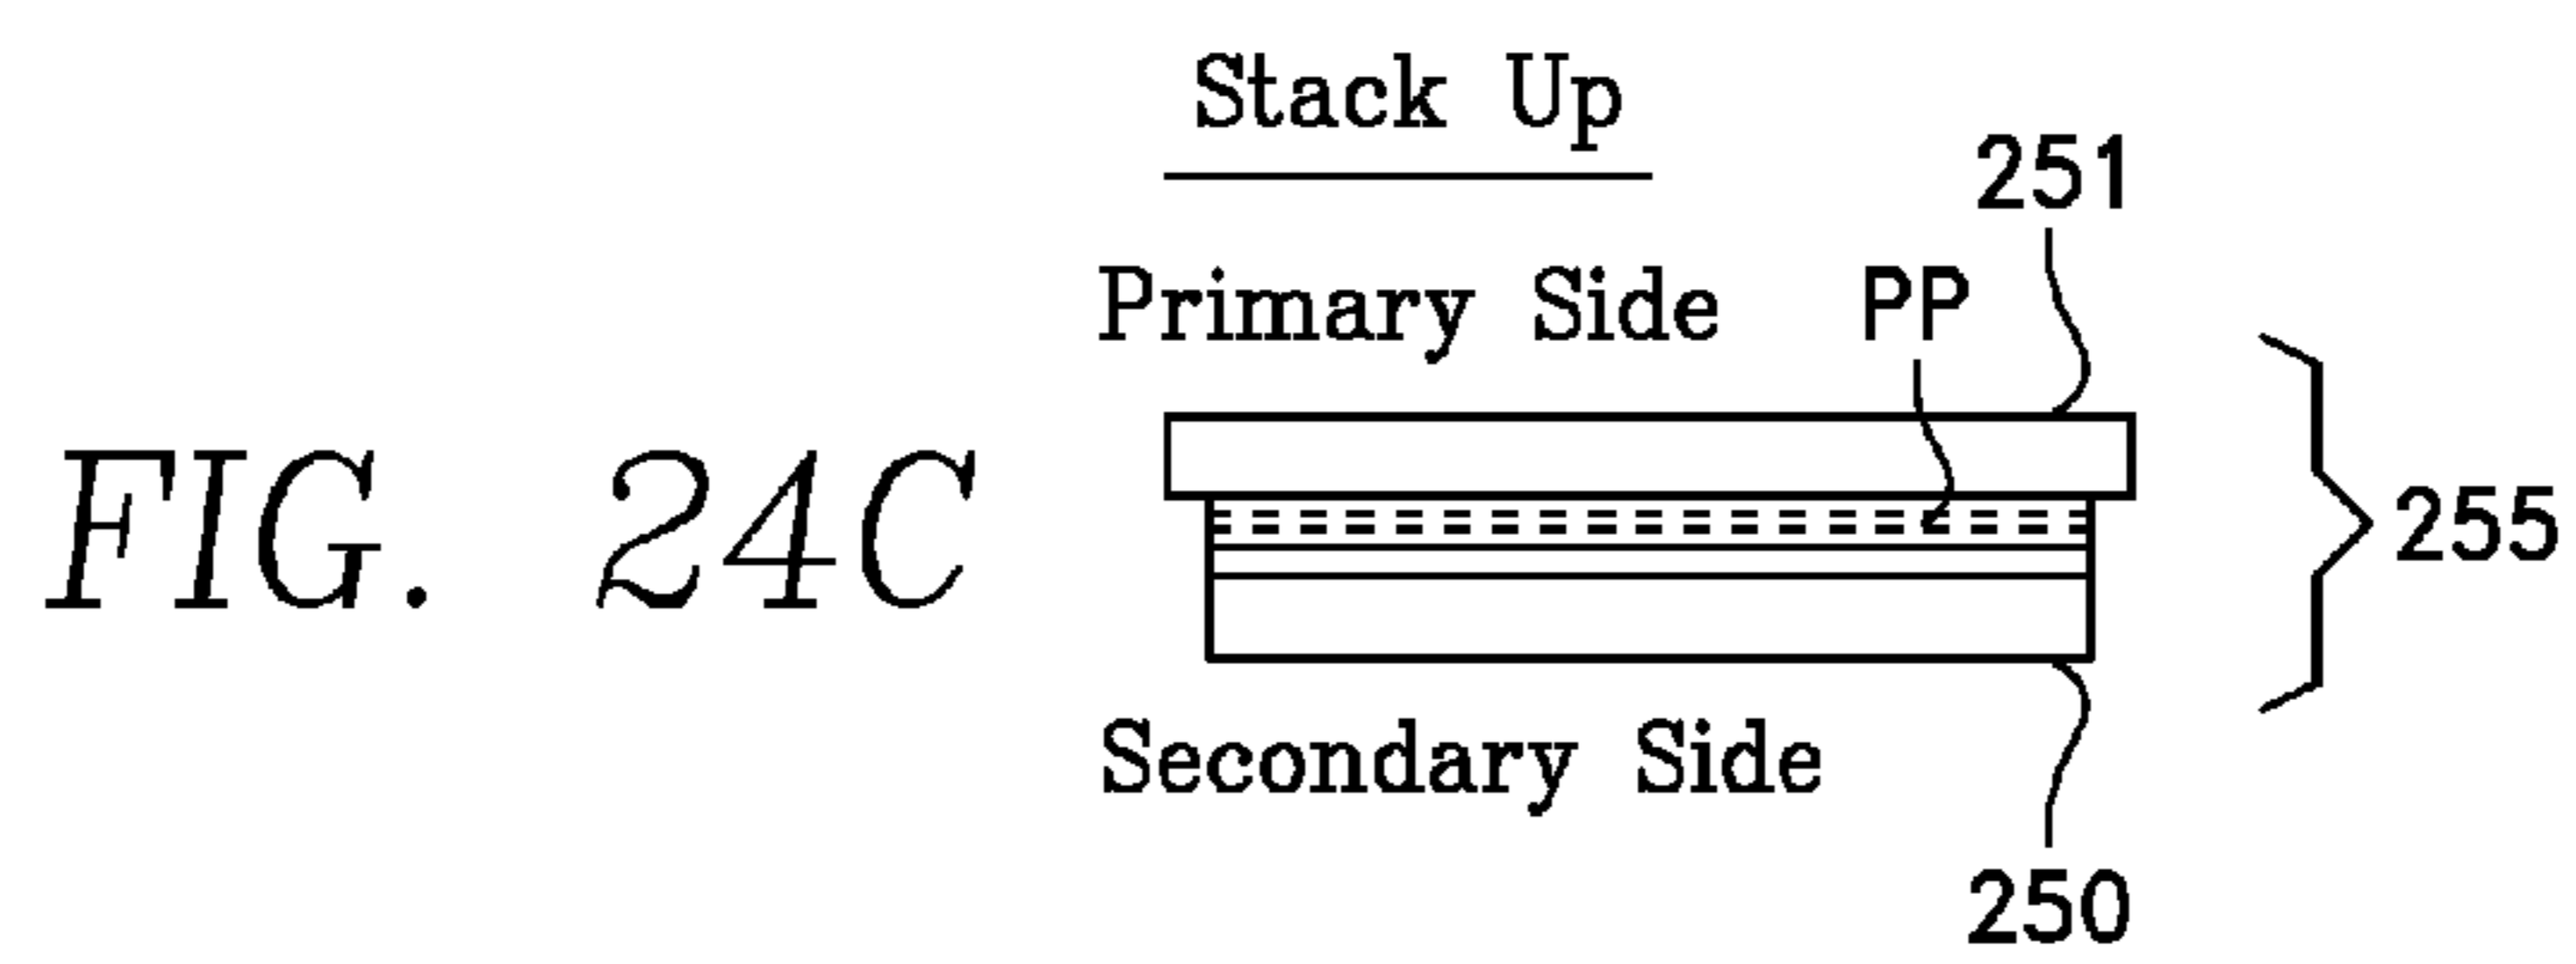 Stack Up
251
Primary Side PP
FIG. 24C
255
Secondary Side
250